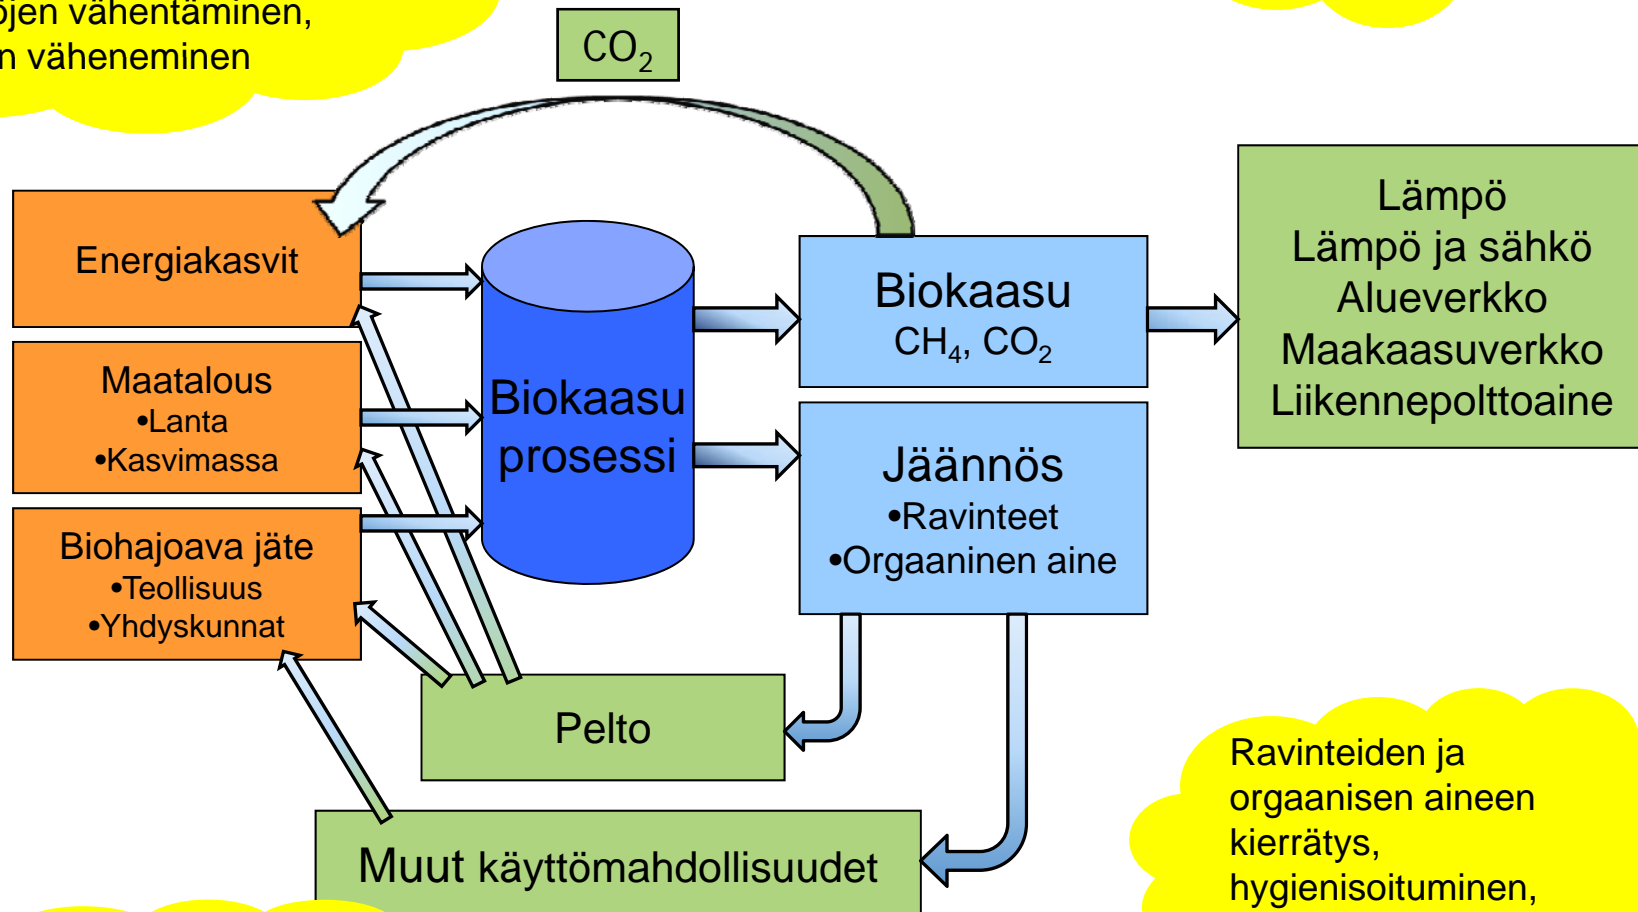 vähentäminen,
väheneminen
CO₂
Energiakasvit
Maatalous
•Lanta
•Kasvimassa
Biohajoava jäte
•Teollisuus
•Yhdyskunnat
Biokaasu
prosessi
Biokaasu
CH₄, CO₂
Jäännös
•Ravinteet
•Orgaaninen aine
Lämpö
Lämpö ja sähkö
Alueverkko
Maakaasuverkko
Liikennepolttoaine
Pelto
Muut käyttömahdollisuudet
Ravinteiden ja
orgaanisen aineen
kierrätys,
hygienisoituminen,